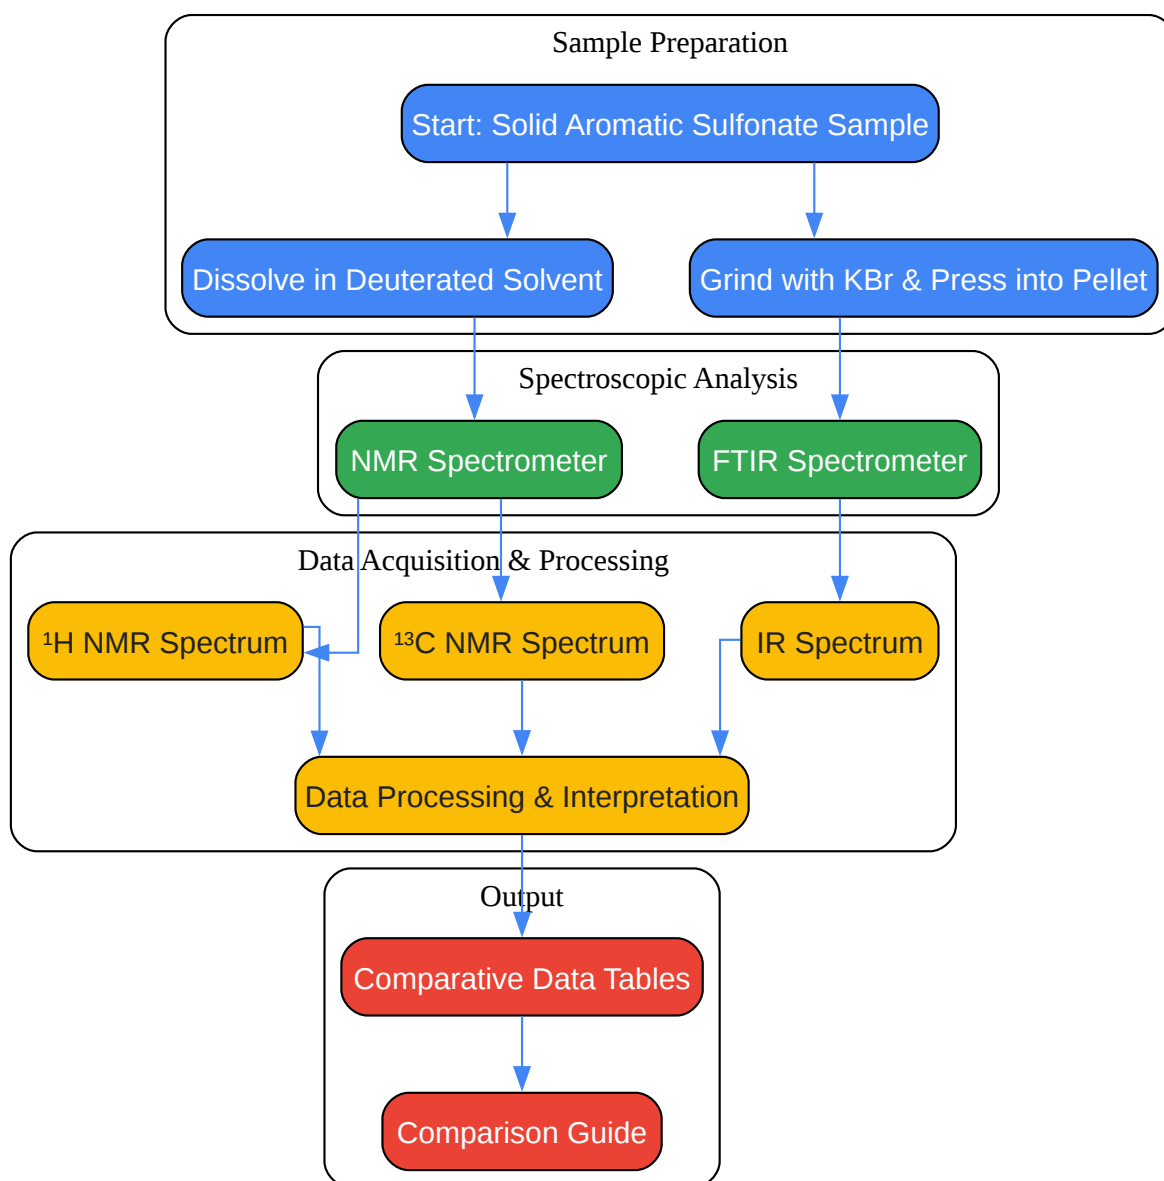 Sample Preparation
Start: Solid Aromatic Sulfonate Sample
Dissolve in Deuterated Solvent
Grind with KBr & Press into Pellet
Spectroscopic Analysis
NMR Spectrometer
FTIR Spectrometer
Data Acquisition & Processing
¹H NMR Spectrum
¹³C NMR Spectrum
IR Spectrum
Data Processing & Interpretation
Output
Comparative Data Tables
Comparison Guide